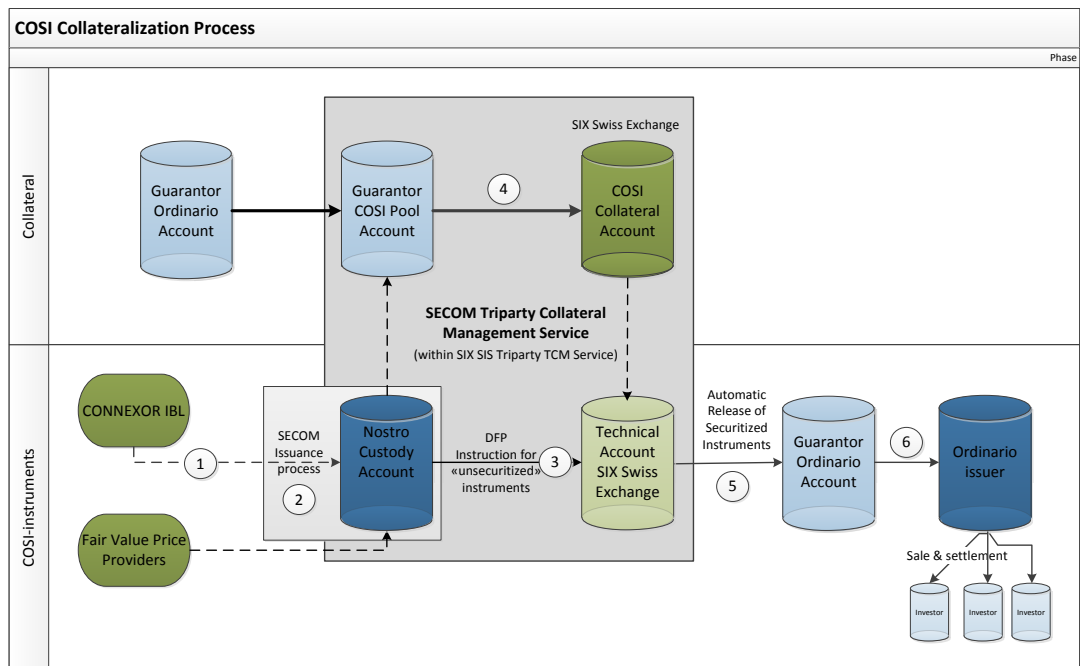 COSI Collateralization Process
Phase
Collateral
SIX Swiss Exchange
Guarantor
Ordinario
Account
Guarantor
COSI Pool
Account
4
COSI
Collateral
Account
SECOM Triparty Collateral
Management Service
(within SIX SIS Triparty TCM Service)
COSI-instruments
CONNEXOR IBL
1
SECOM
Issuance
process
2
Nostro
Custody
Account
DFP
Instruction for
«unsecuritized»
instruments
3
Technical
Account
SIX Swiss
Exchange
Automatic
Release of
Securitized
Instruments
5
Guarantor
Ordinario
Account
6
Ordinario
issuer
Fair Value Price
Providers
Sale & settlement
Investor
Investor
Investor